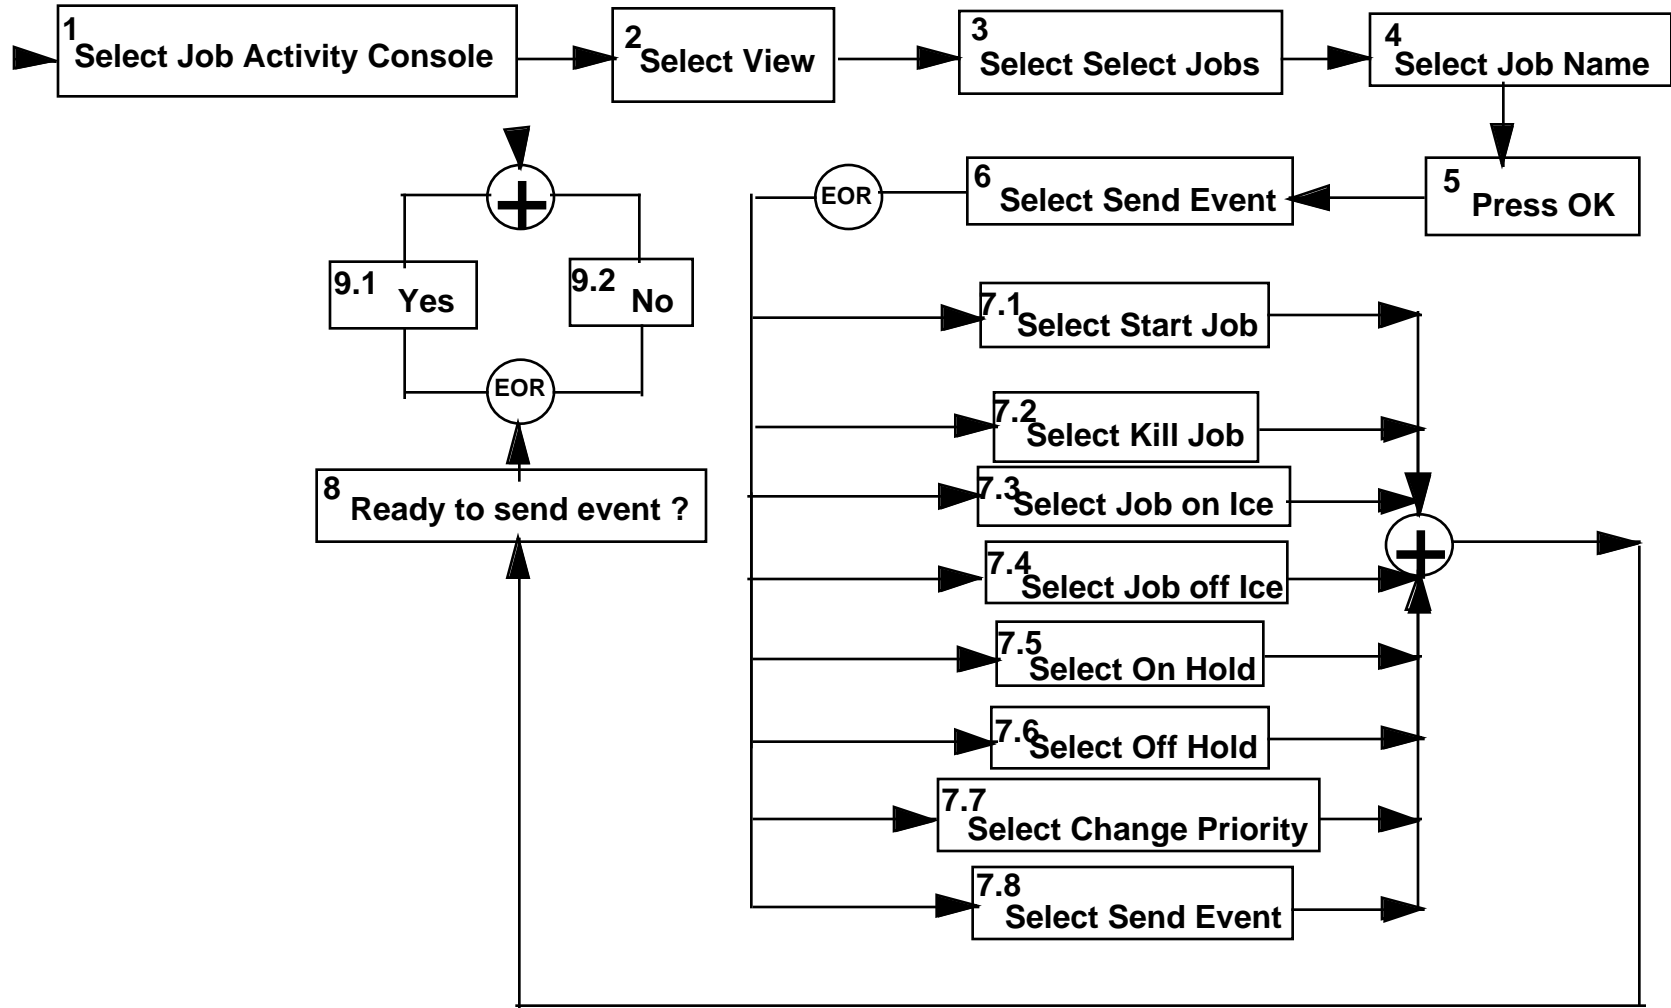 1
Select Job Activity Console
2
Select View
3
Select Select Jobs
4
Select Job Name
5
Press OK
6
Select Send Event
EOR
7.1
Select Start Job
7.2
Select Kill Job
7.3
Select Job on Ice
7.4
Select Job off Ice
7.5
Select On Hold
7.6
Select Off Hold
7.7
Select Change Priority
7.8
Select Send Event
8
Ready to send event ?
EOR
9.1
Yes
9.2
No